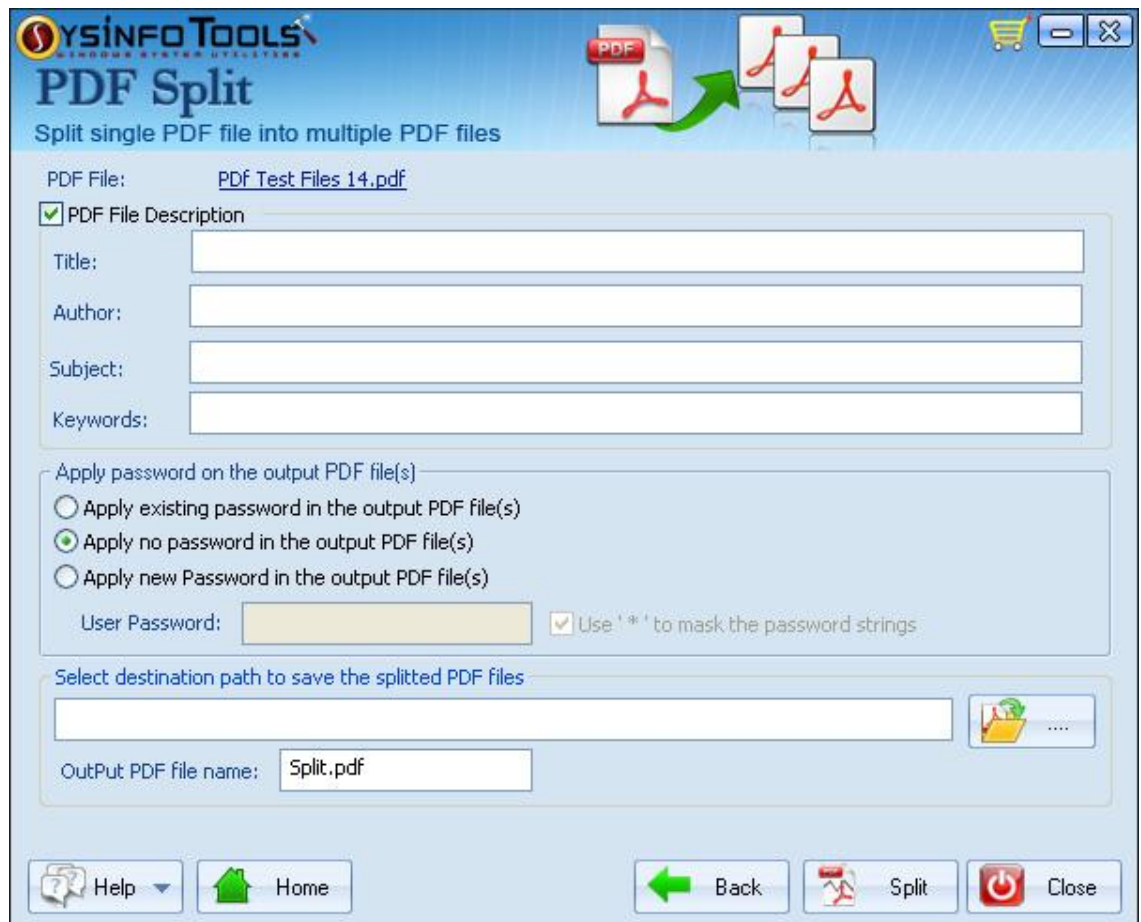 SYSINFOTOOLS
WINDOWS SYSTEM UTILITIES
PDF Split
Split single PDF file into multiple PDF files
PDF
PDF File: PDf Test Files 14.pdf
PDF File Description
Title:
Author:
Subject:
Keywords:
Apply password on the output PDF file(s)
Apply existing password in the output PDF file(s)
Apply no password in the output PDF file(s)
Apply new Password in the output PDF file(s)
User Password: Use ' * ' to mask the password strings
Select destination path to save the splitted PDF files
....
OutPut PDF file name: Split.pdf
Help Home Back Split Close